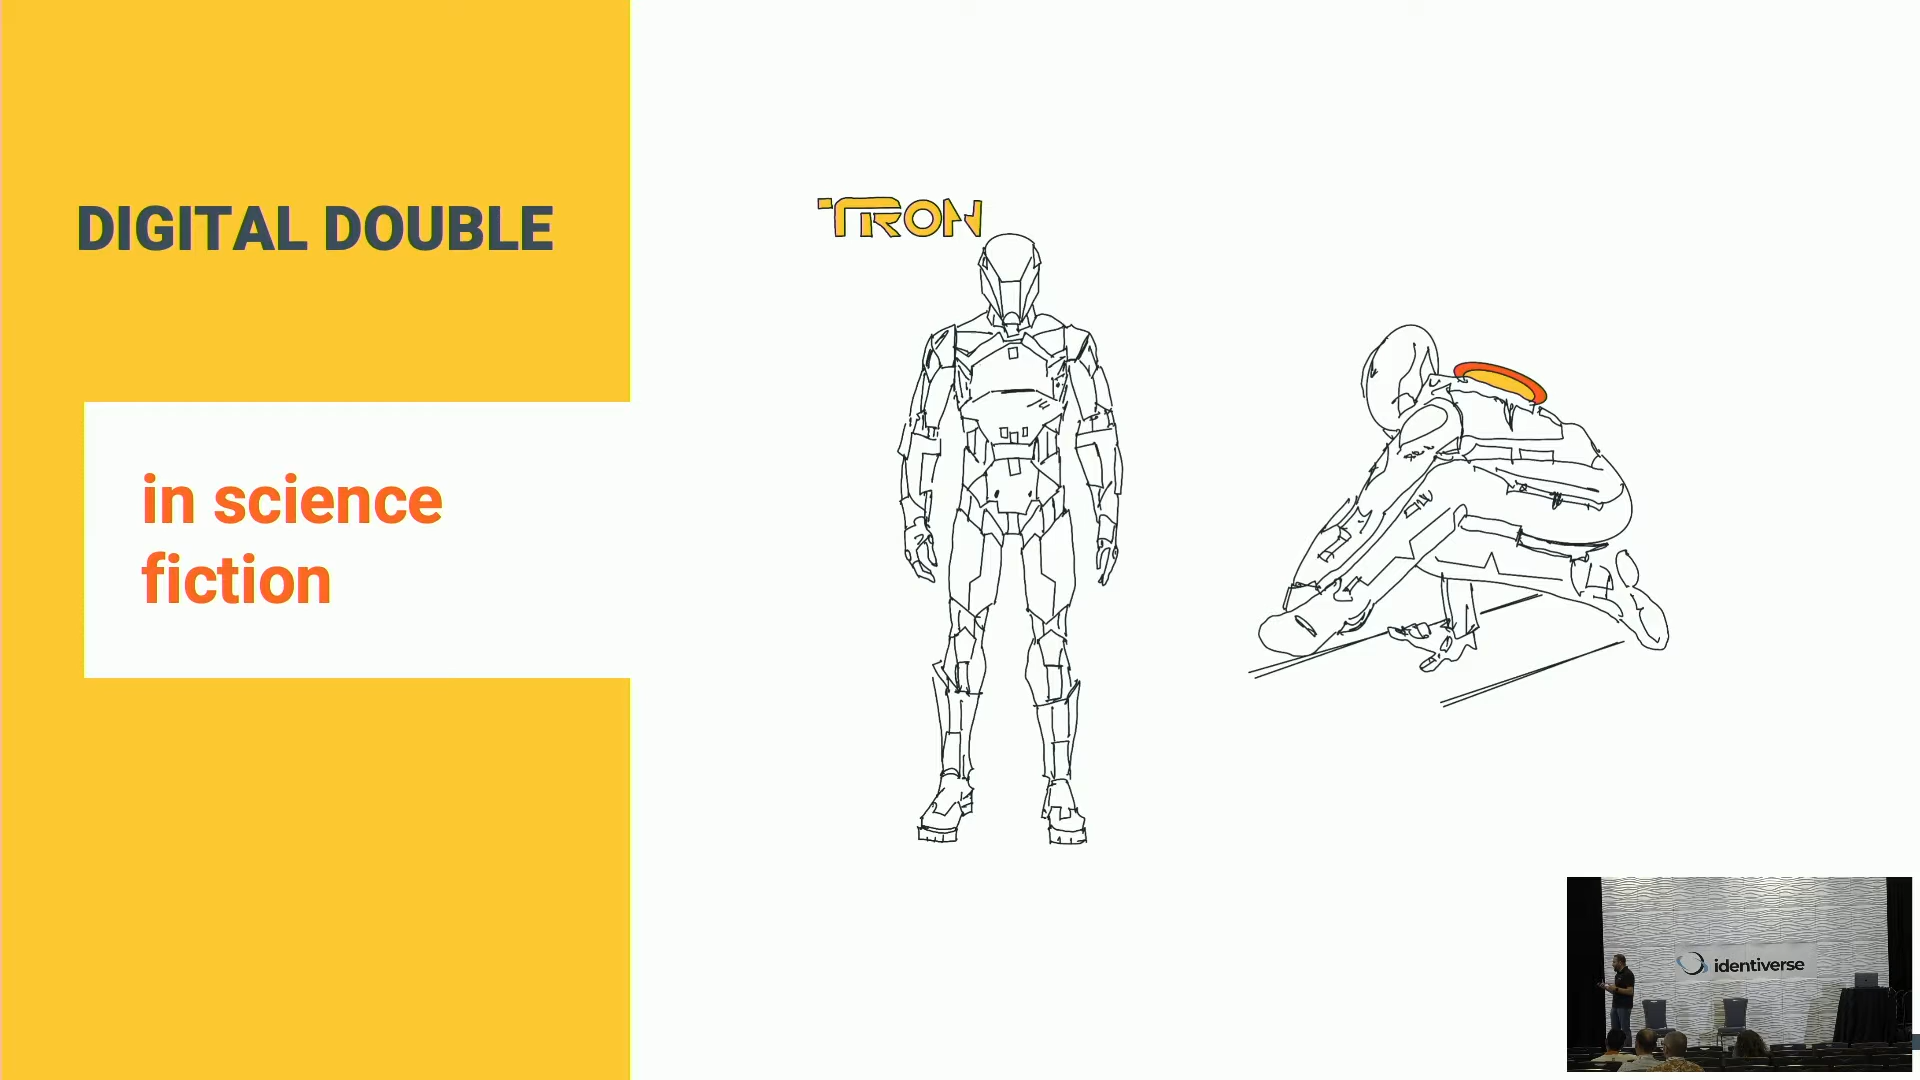 DIGITAL DOUBLE
in science
fiction
TRON
identiverse